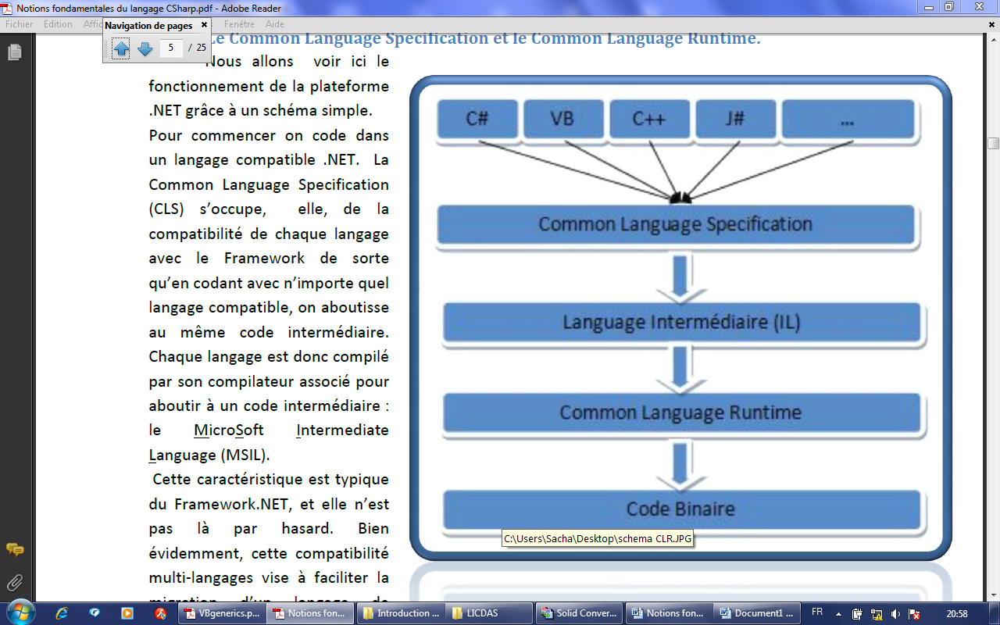 Notions fondamentales du langage CSharp.pdf - Adobe Reader
Fichier Edition Fenêtre Aide
Navigation de pages
5 / 25
Le Common Language Specification et le Common Language Runtime.
Nous allons voir ici le
fonctionnement de la plateforme
.NET grâce à un schéma simple.
Pour commencer on code dans
un langage compatible .NET. La
Common Language Specification
(CLS) s’occupe, elle, de la
compatibilité de chaque langage
avec le Framework de sorte
qu’en codant avec n’importe quel
langage compatible, on aboutisse
au même code intermédiaire.
Chaque langage est donc compilé
par son compilateur associé pour
aboutir à un code intermédiaire :
le MicroSoft Intermediate
Language (MSIL).
Cette caractéristique est typique
du Framework.NET, et elle n’est
pas là par hasard. Bien
évidemment, cette compatibilité
multi-langages vise à faciliter la
migration d’un langage de
C# VB C++ J# ...
Common Language Specification
Language Intermédiaire (IL)
Common Language Runtime
Code Binaire
C:\Users\Sacha\Desktop\schema CLR.JPG
VBgenerics.p... Notions fon... Introduction ... LICDAS Solid Conver... Notions fon... Document1 ... FR 20:58